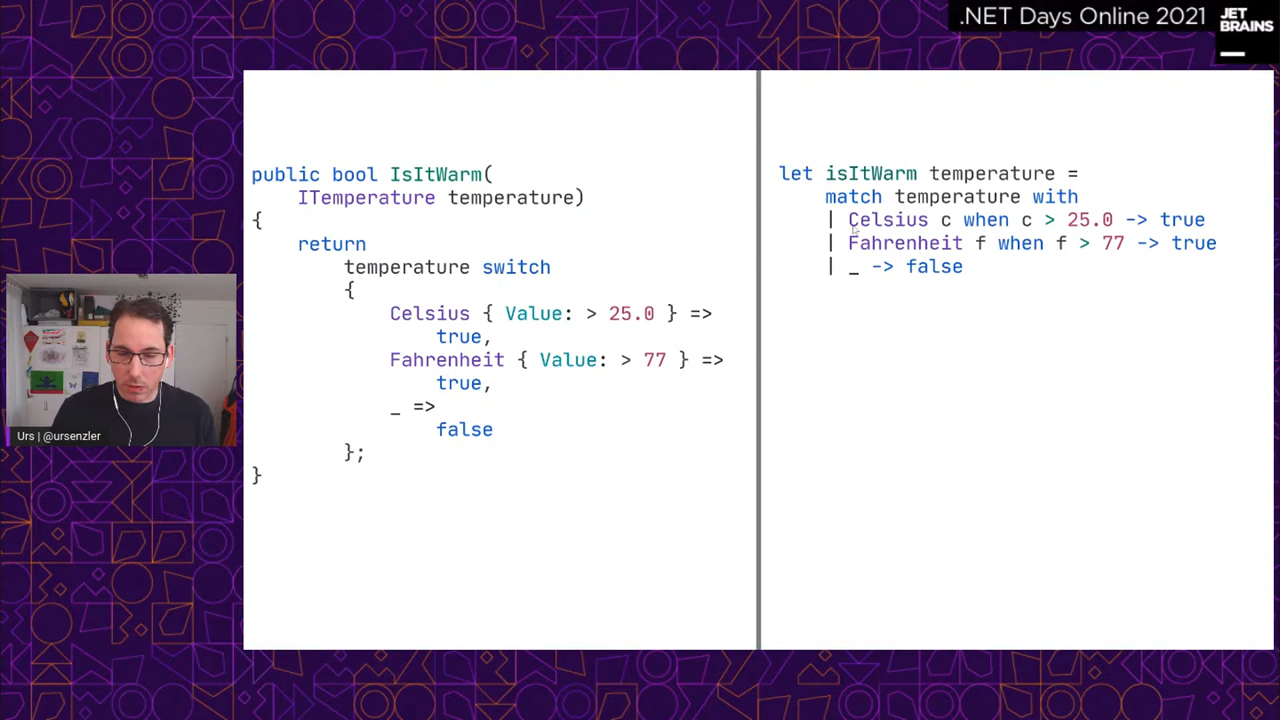 .NET Days Online 2021
JET
BRAINS
public bool IsItWarm(
    ITemperature temperature)
{
    return
        temperature switch
        {
            Celsius { Value: > 25.0 } =>
                true,
            Fahrenheit { Value: > 77 } =>
                true,
            _ =>
                false
        };
}
let isItWarm temperature =
    match temperature with
    | Celsius c when c > 25.0 -> true
    | Fahrenheit f when f > 77 -> true
    | _ -> false
Urs | @ursenzler